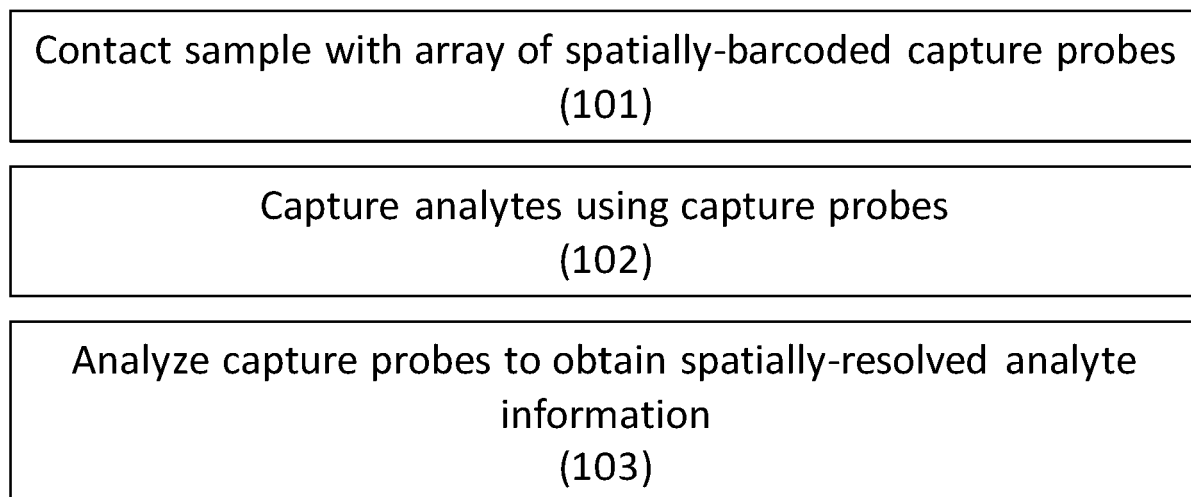 Contact sample with array of spatially-barcoded capture probes
(101)
Capture analytes using capture probes
(102)
Analyze capture probes to obtain spatially-resolved analyte
information
(103)